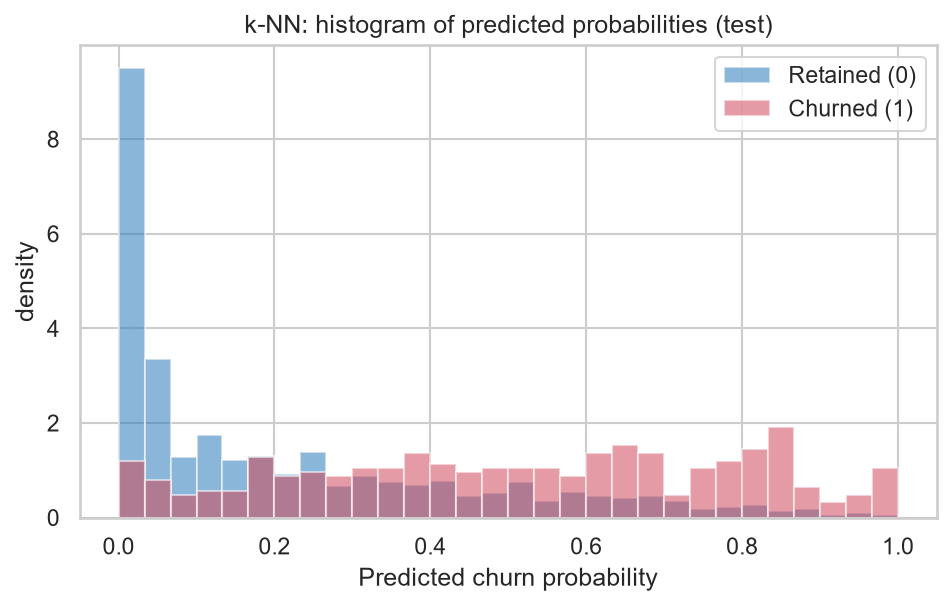 k-NN: histogram of predicted probabilities (test)
Retained (0)
Churned (1)
density
8
6
4
2
0
0.0 0.2 0.4 0.6 0.8 1.0
Predicted churn probability